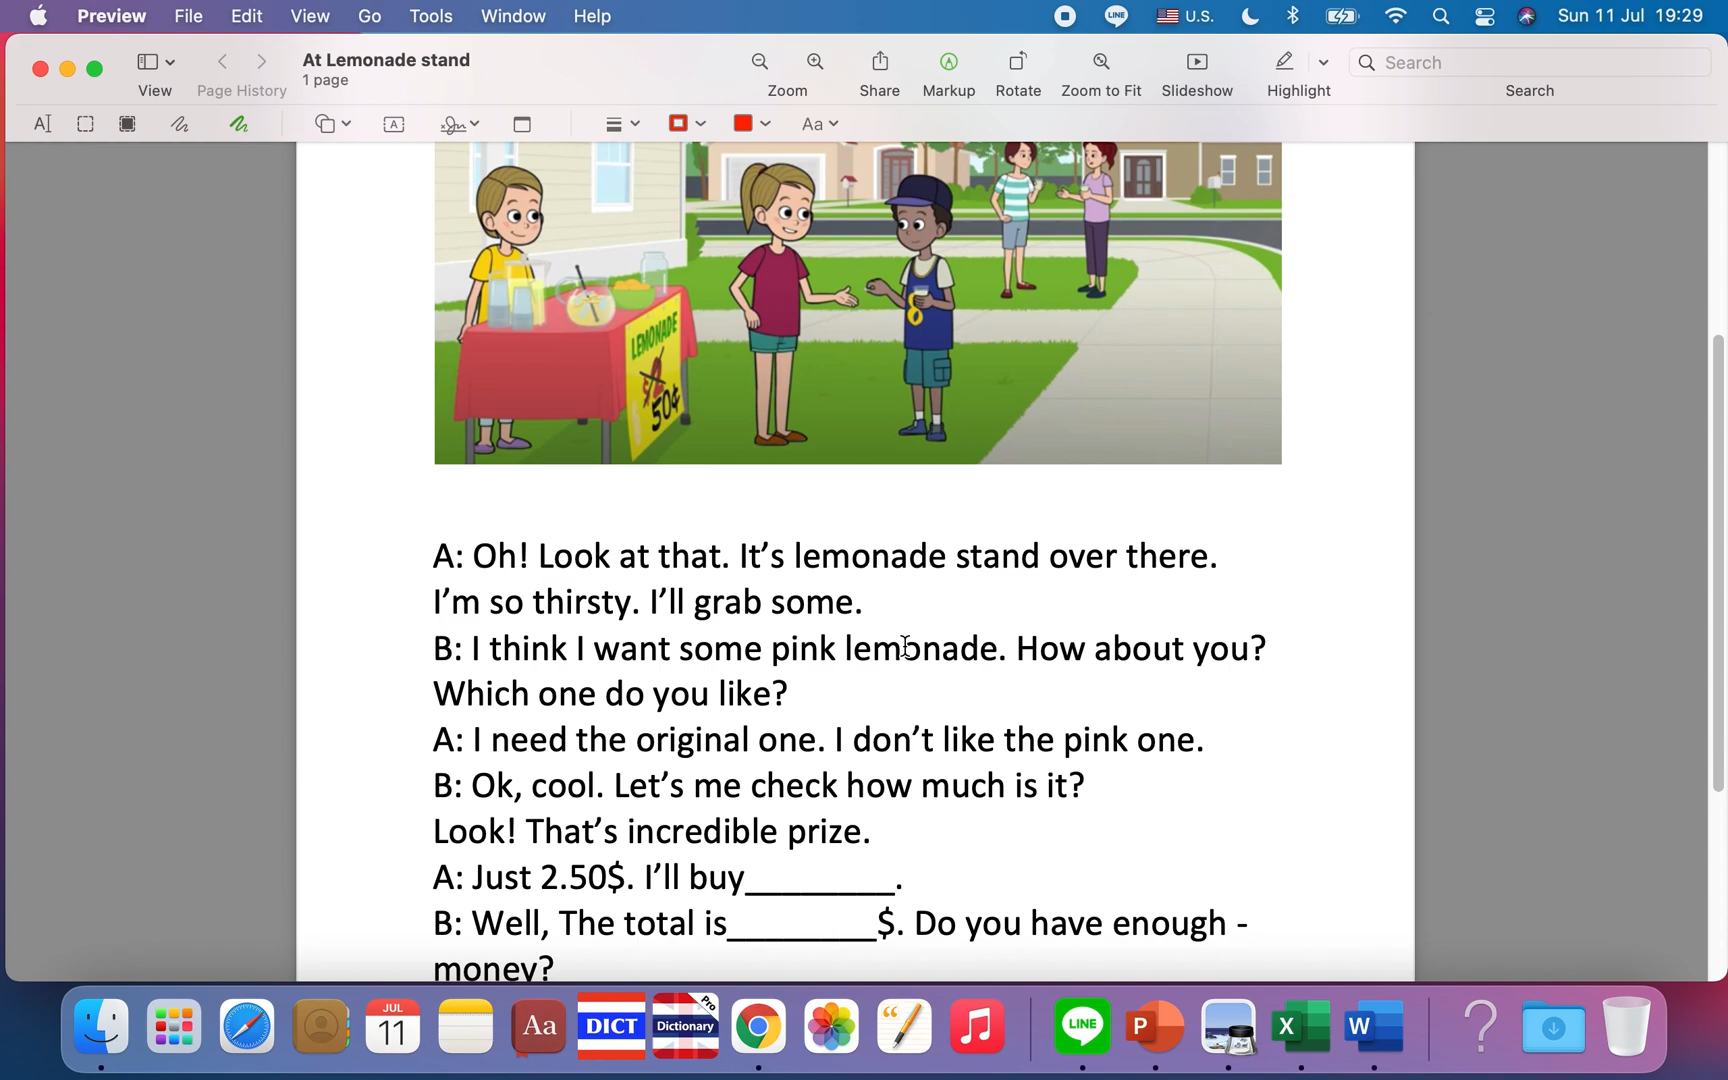 Preview File Edit View Go Tools Window Help LINE U.S. Sun 11 Jul 19:29
At Lemonade stand
1 page
Search
View Page History Zoom Share Markup Rotate Zoom to Fit Slideshow Highlight Search
A Aa
LEMONADE
50¢
A: Oh! Look at that. It's lemonade stand over there.
I'm so thirsty. I'll grab some.
B: I think I want some pink lemonade. How about you?
Which one do you like?
A: I need the original one. I don't like the pink one.
B: Ok, cool. Let's me check how much is it?
Look! That's incredible prize.
A: Just 2.50$. I'll buy________.
B: Well, The total is________$. Do you have enough -
money?
JUL
11
Aa
DICT
Pro
Dictionary
LINE
P
X
W